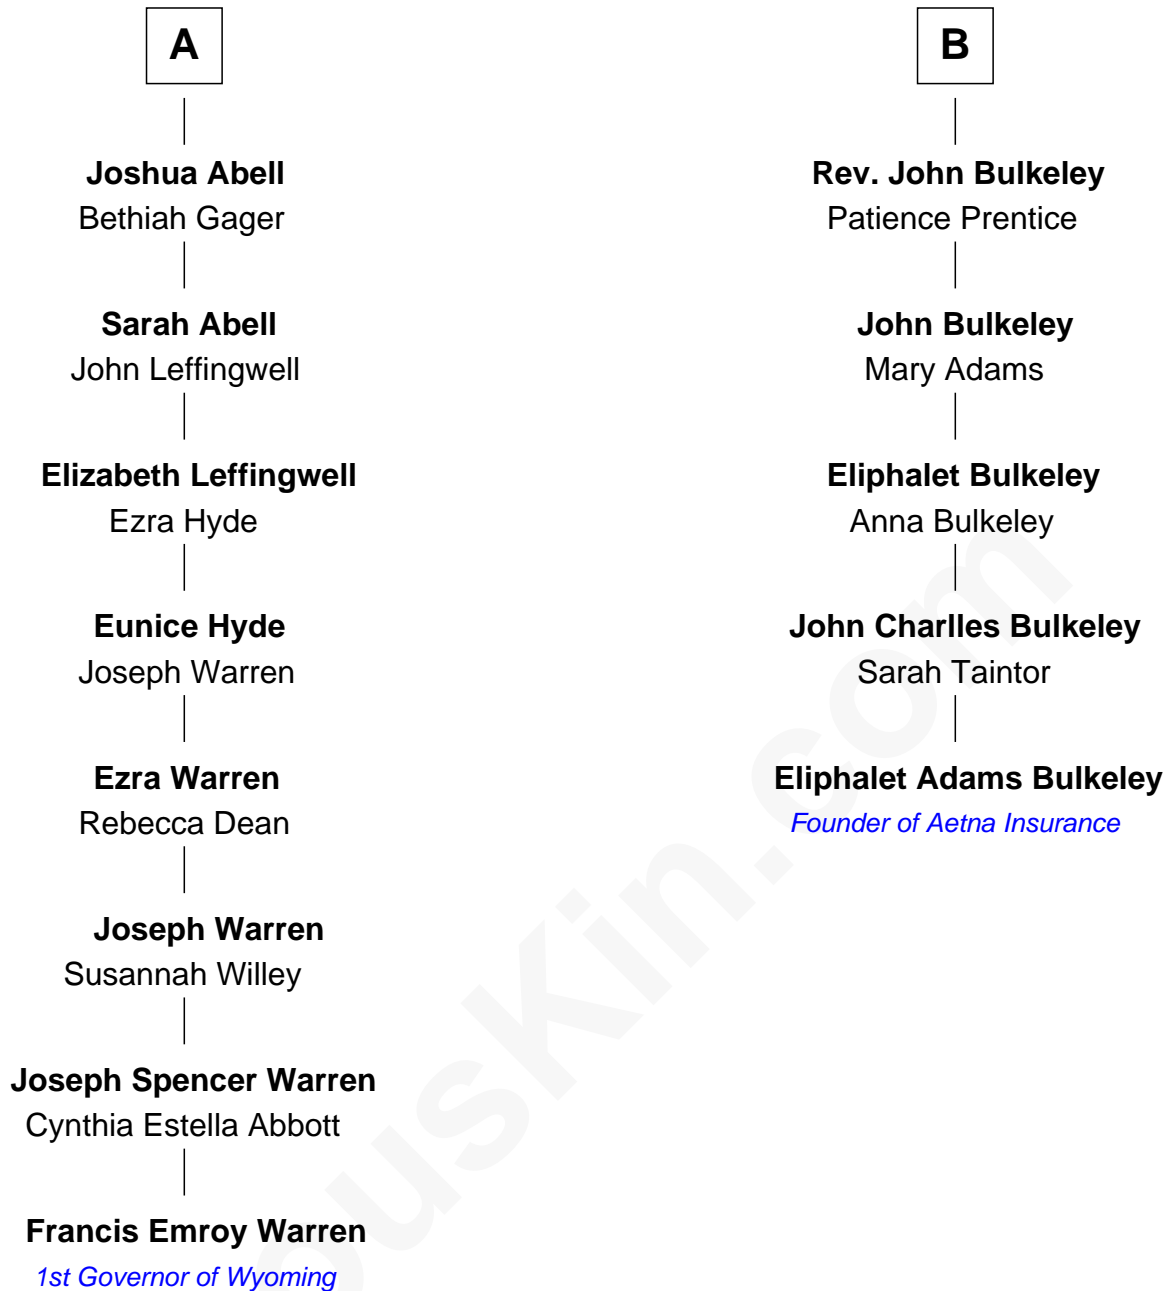 A
Joshua Abell
Bethiah Gager
Sarah Abell
John Leffingwell
Elizabeth Leffingwell
Ezra Hyde
Eunice Hyde
Joseph Warren
Ezra Warren
Rebecca Dean
Joseph Warren
Susannah Willey
Joseph Spencer Warren
Cynthia Estella Abbott
Francis Emroy Warren
1st Governor of Wyoming
B
Rev. John Bulkeley
Patience Prentice
John Bulkeley
Mary Adams
Eliphalet Bulkeley
Anna Bulkeley
John Charlles Bulkeley
Sarah Taintor
Eliphalet Adams Bulkeley
Founder of Aetna Insurance
ousKin.com